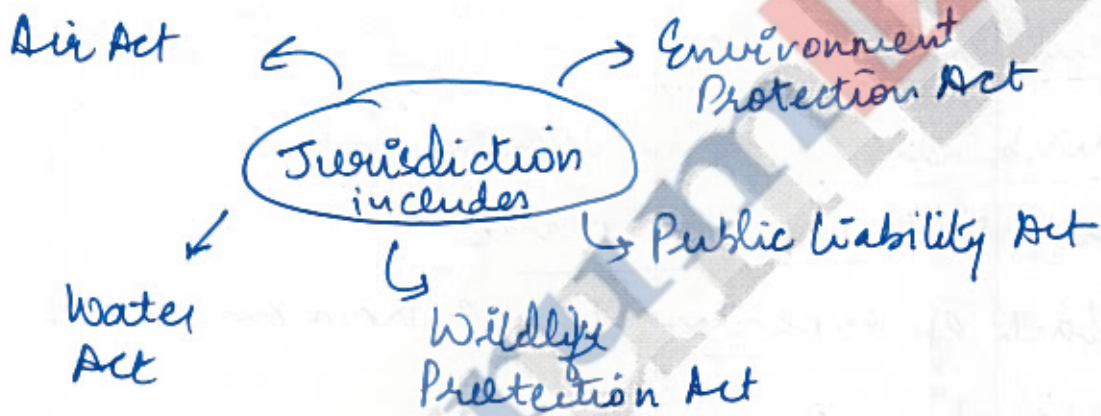 Air Act
Environment
Protection Act
Jurisdiction
includes
Public Liability Act
Water
Act
Wildlife
Protection Act